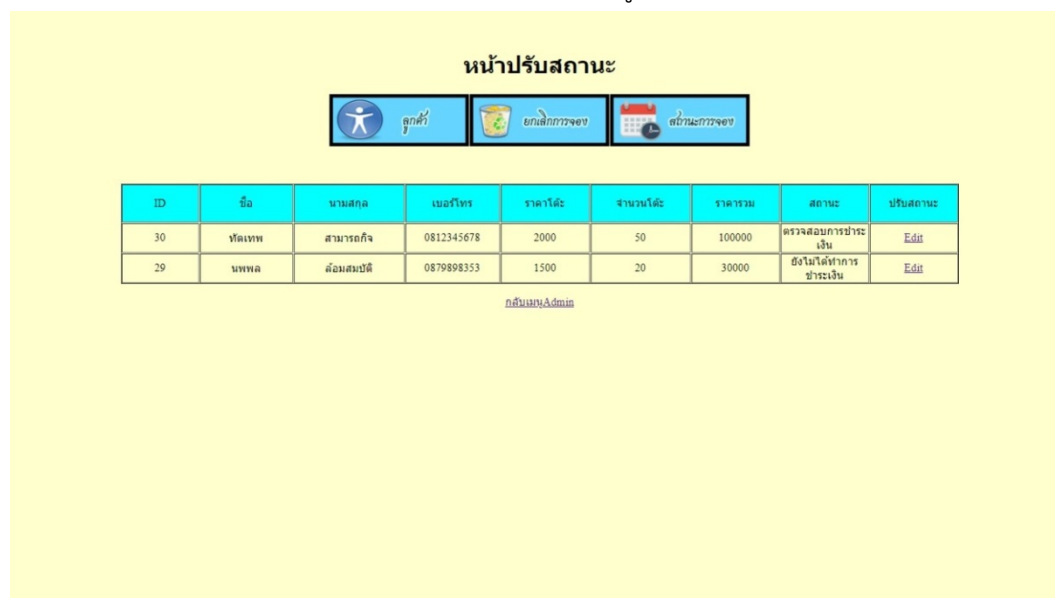 หน้าปรับสถานะ
ลูกค้า ยกเลิกการจอง สถานะการจอง
ID ชื่อ นามสกุล เบอร์โทร ราคาโต๊ะ จำนวนโต๊ะ ราคารวม สถานะ ปรับสถานะ
30 ทัดเทพ สามารถกิจ 0812345678 2000 50 100000 ตรวจสอบการชำระเงิน Edit
29 นพพล ล้อมสมบัติ 0879898353 1500 20 30000 ยังไม่ได้ทำการชำระเงิน Edit
กลับเมนูAdmin